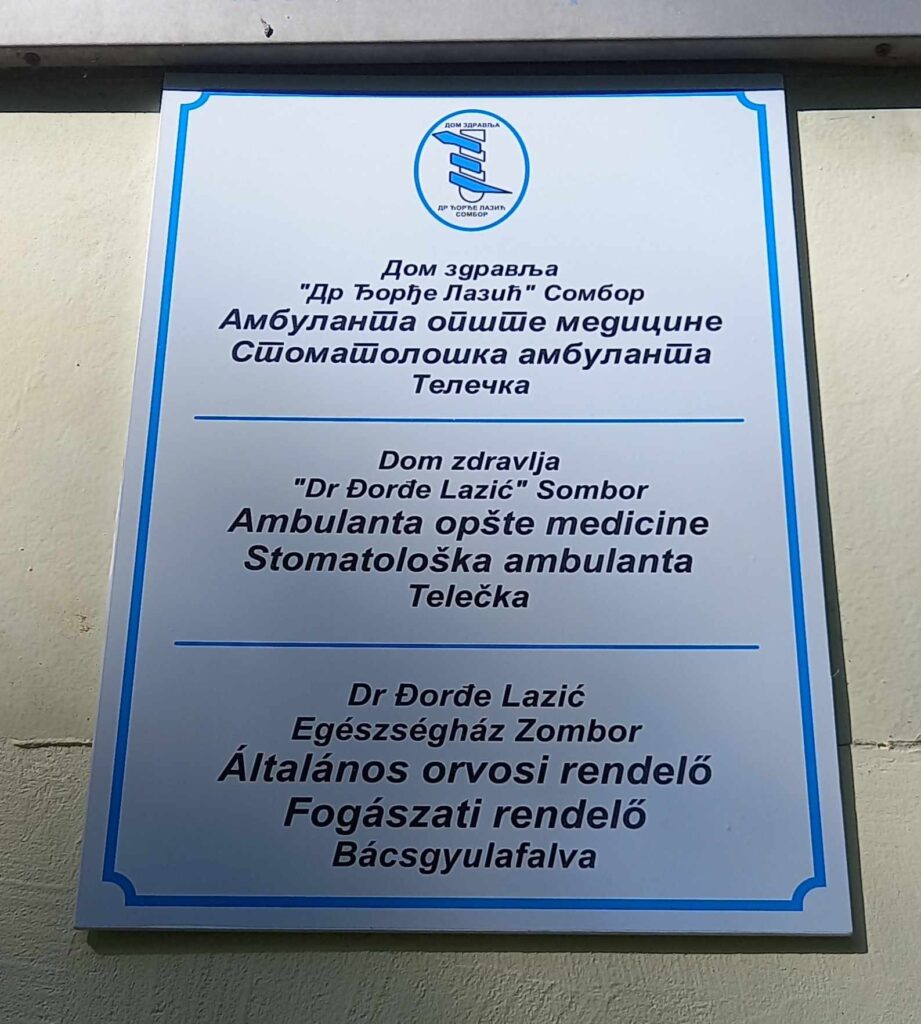 ДОМ ЗДРАВЉА
ДР ЂОРЂЕ ЛАЗИЋ
СОМБОР
Дом здравља
"Др Ђорђе Лазић" Сомбор
Амбуланта опште медицине
Стоматолошка амбуланта
Телечка
Dom zdravlja
"Dr Đorđe Lazić" Sombor
Ambulanta opšte medicine
Stomatološka ambulanta
Telečka
Dr Đorđe Lazić
Egészségház Zombor
Általános orvosi rendelő
Fogászati rendelő
Bácsgyulafalva